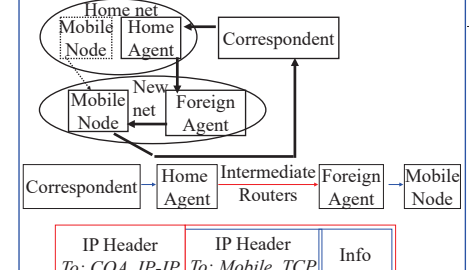 Home net
Mobile
Node
Home
Agent
Correspondent
New
net
Mobile
Node
Foreign
Agent
Correspondent
Home
Agent
Intermediate
Routers
Foreign
Agent
Mobile
Node
IP Header
To: COA, IP-IP
IP Header
To: Mobile, TCP
Info